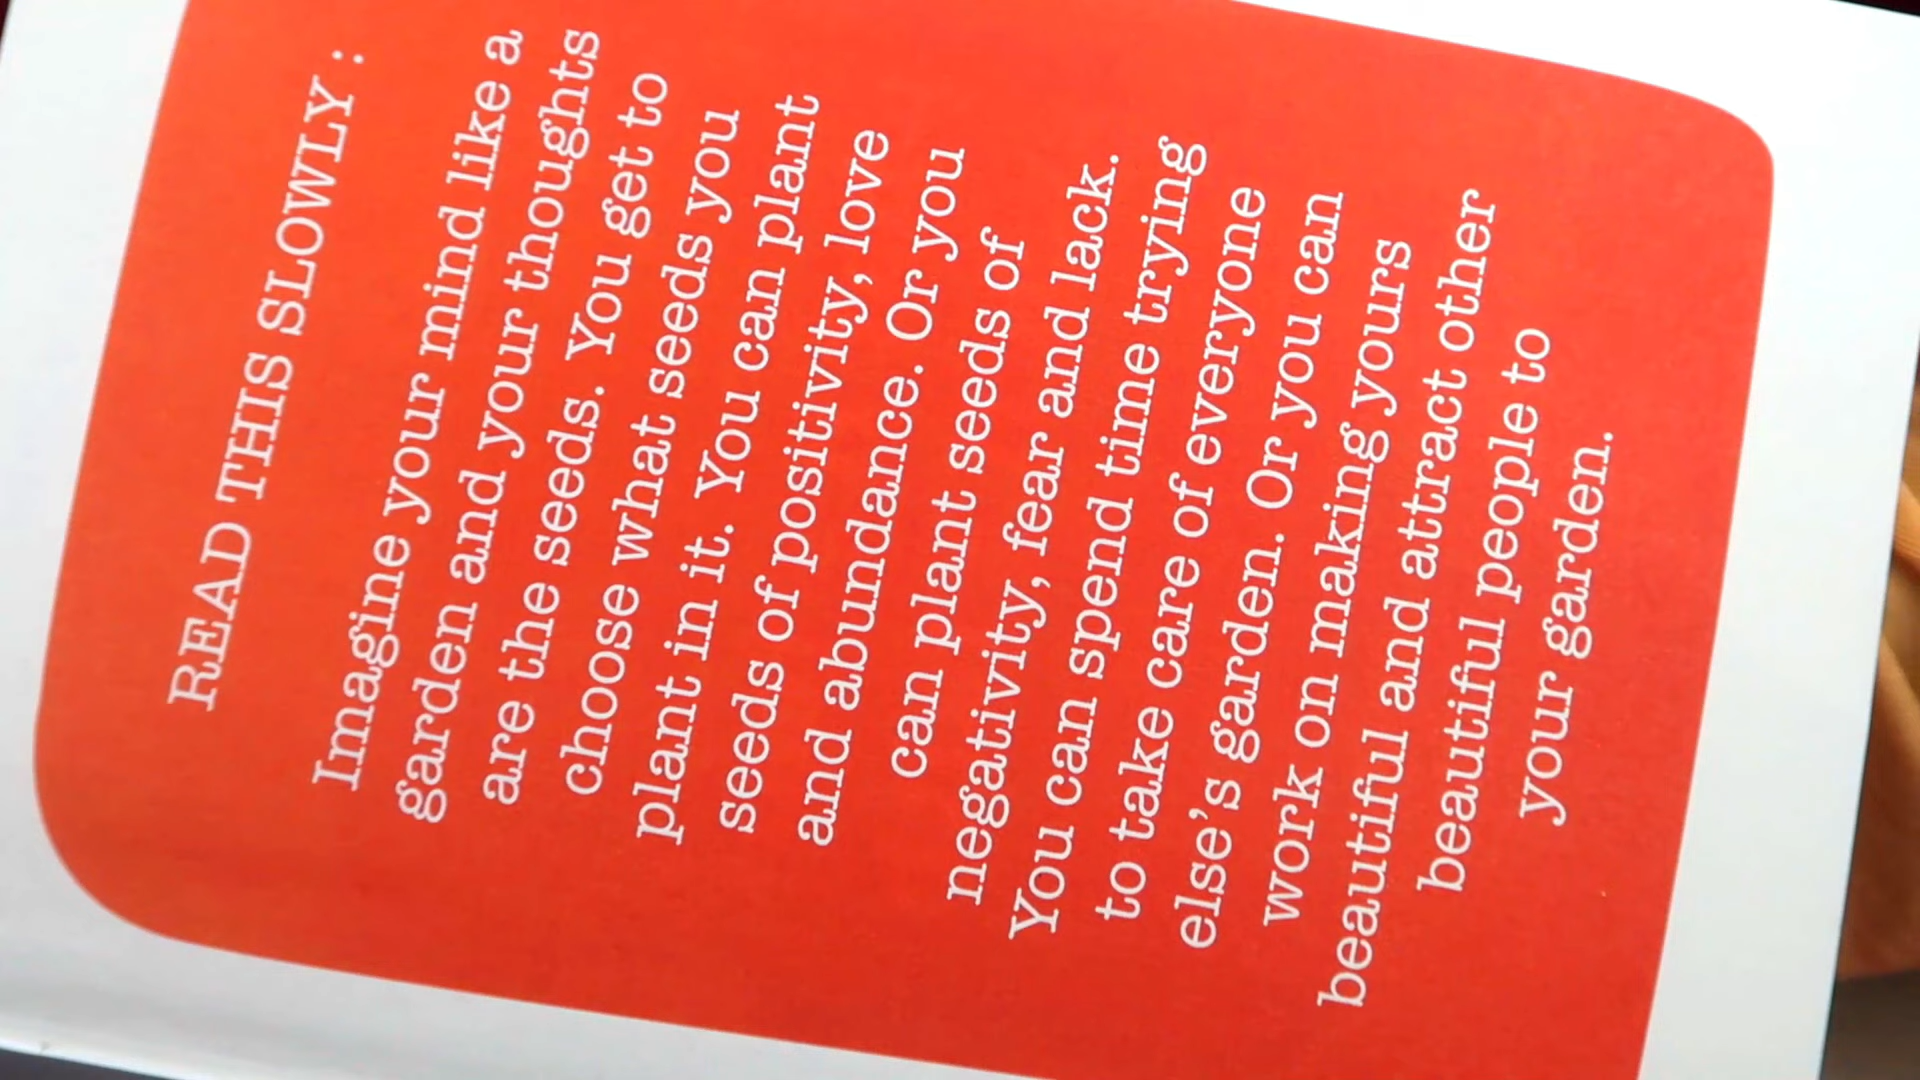 READ THIS SLOWLY :
Imagine your mind like a
garden and your thoughts
are the seeds. You get to
choose what seeds you
plant in it. You can plant
seeds of positivity, love
and abundance. Or you
can plant seeds of
negativity, fear and lack.
You can spend time trying
to take care of everyone
else's garden. Or you can
work on making yours
beautiful and attract other
beautiful people to
your garden.